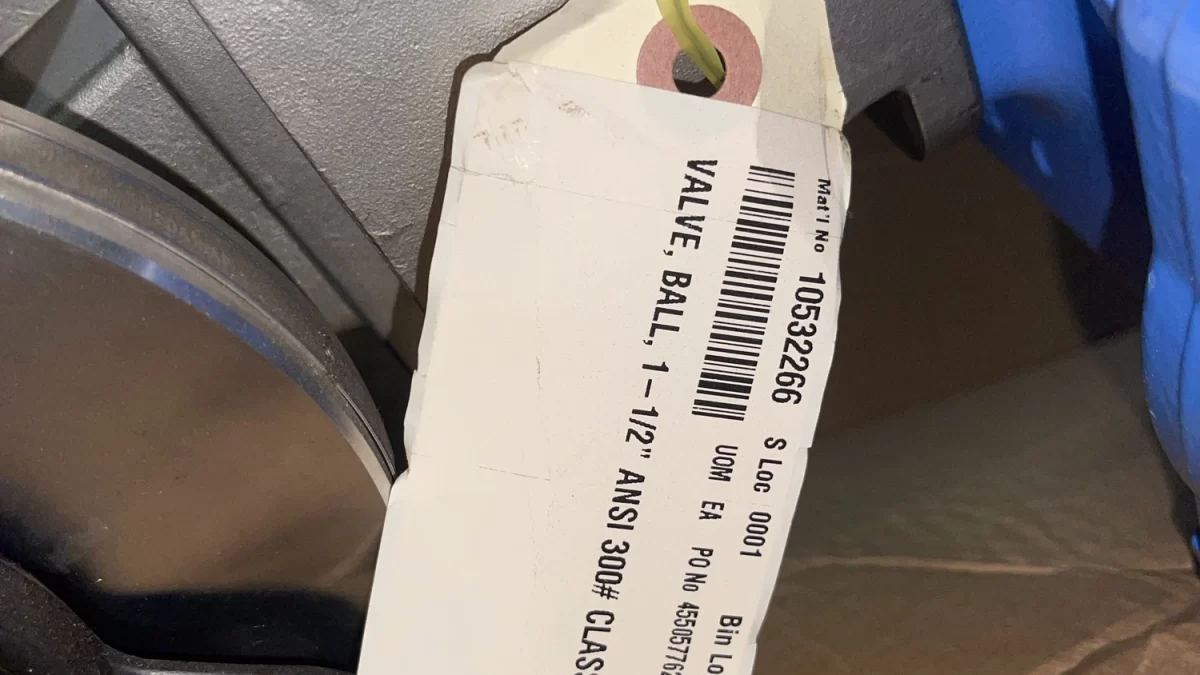 Mat'l No 10532266 S Loc 0001 Bin Lo
UOM EA PO No 455057762
VALVE, BALL, 1-1/2" ANSI 300# CLAS